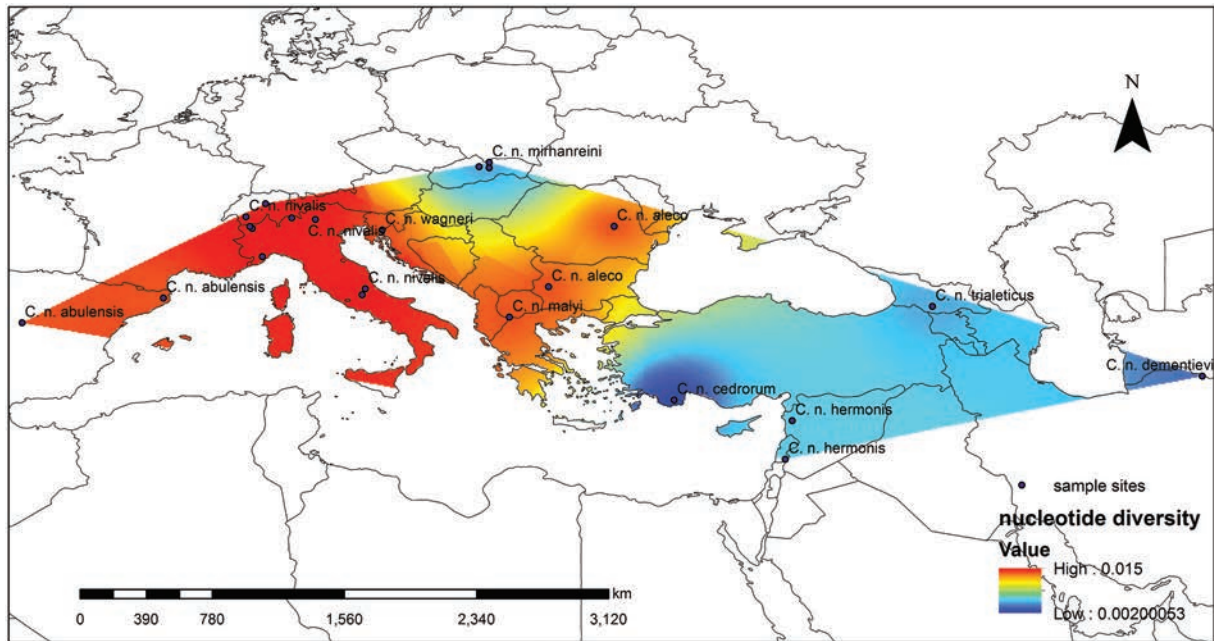 N
C. n. mirhanreini
C. n. nivalis
C. n. wagneri
C. n. aleco
C. n. nivalis
C. n. nivelis
C. n. aleco
C. n. abulensis
C. n. trialeticus
C. n. abulensis
C. n. malyi
C. n. dementievi
C. n. cedrorum
C. n. hermonis
C. n. hermonis
sample sites
nucleotide diversity
Value
High : 0.015
Low : 0.00200053
km
0 390 780 1,560 2,340 3,120